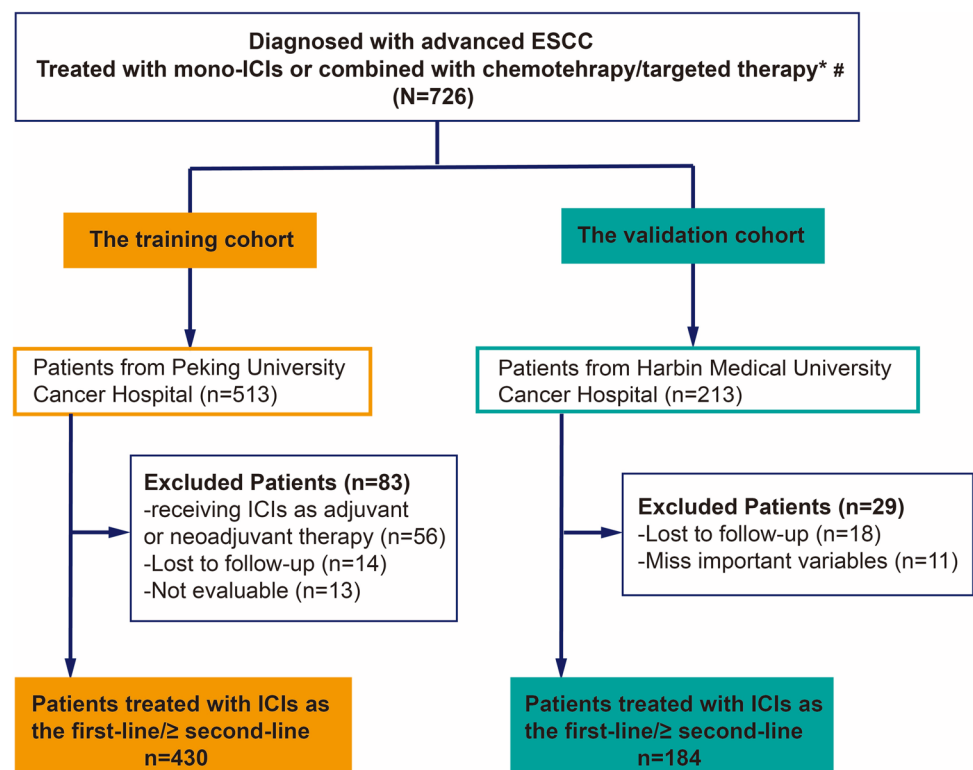 Diagnosed with advanced ESCC
Treated with mono-ICIs or combined with chemotehrapy/targeted therapy* #
(N=726)
The training cohort
The validation cohort
Patients from Peking University
Cancer Hospital (n=513)
Patients from Harbin Medical University
Cancer Hospital (n=213)
Excluded Patients (n=83)
-receiving ICIs as adjuvant
or neoadjuvant therapy (n=56)
-Lost to follow-up (n=14)
-Not evaluable (n=13)
Excluded Patients (n=29)
-Lost to follow-up (n=18)
-Miss important variables (n=11)
Patients treated with ICIs as
the first-line/≥ second-line
n=430
Patients treated with ICIs as
the first-line/≥ second-line
n=184